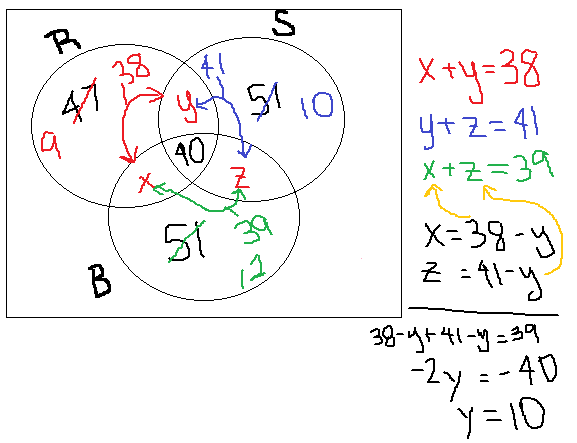 R
S
38
41
47
y
51
10
9
40
x
z
51
39
12
B
x+y=38
y+z=41
x+z=39
x=38-y
z=41-y
38-y+41-y=39
-2y=-40
y=10